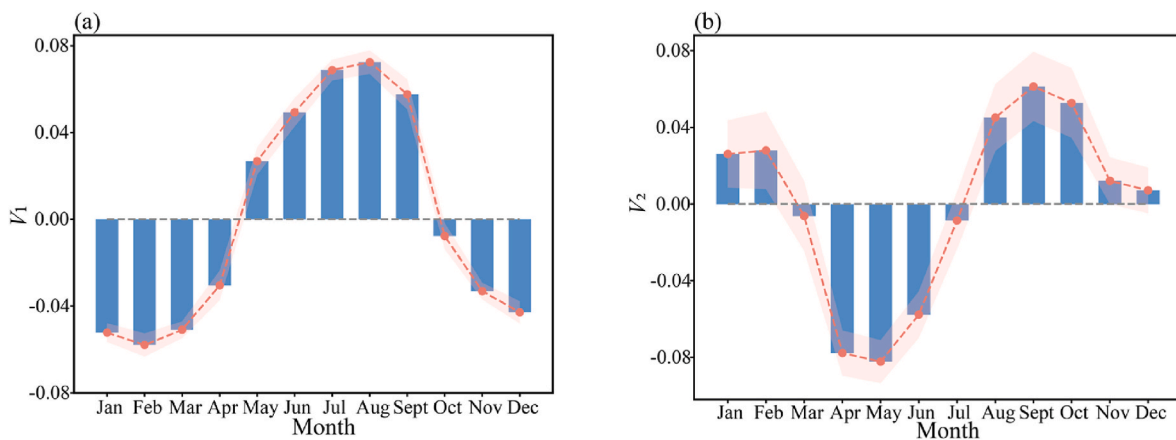 (a)
0.08
0.04
0.00
-0.04
-0.08
V1
Jan Feb Mar Apr May Jun Jul Aug Sept Oct Nov Dec
Month
(b)
0.08
0.04
0.00
-0.04
-0.08
V2
Jan Feb Mar Apr May Jun Jul Aug Sept Oct Nov Dec
Month